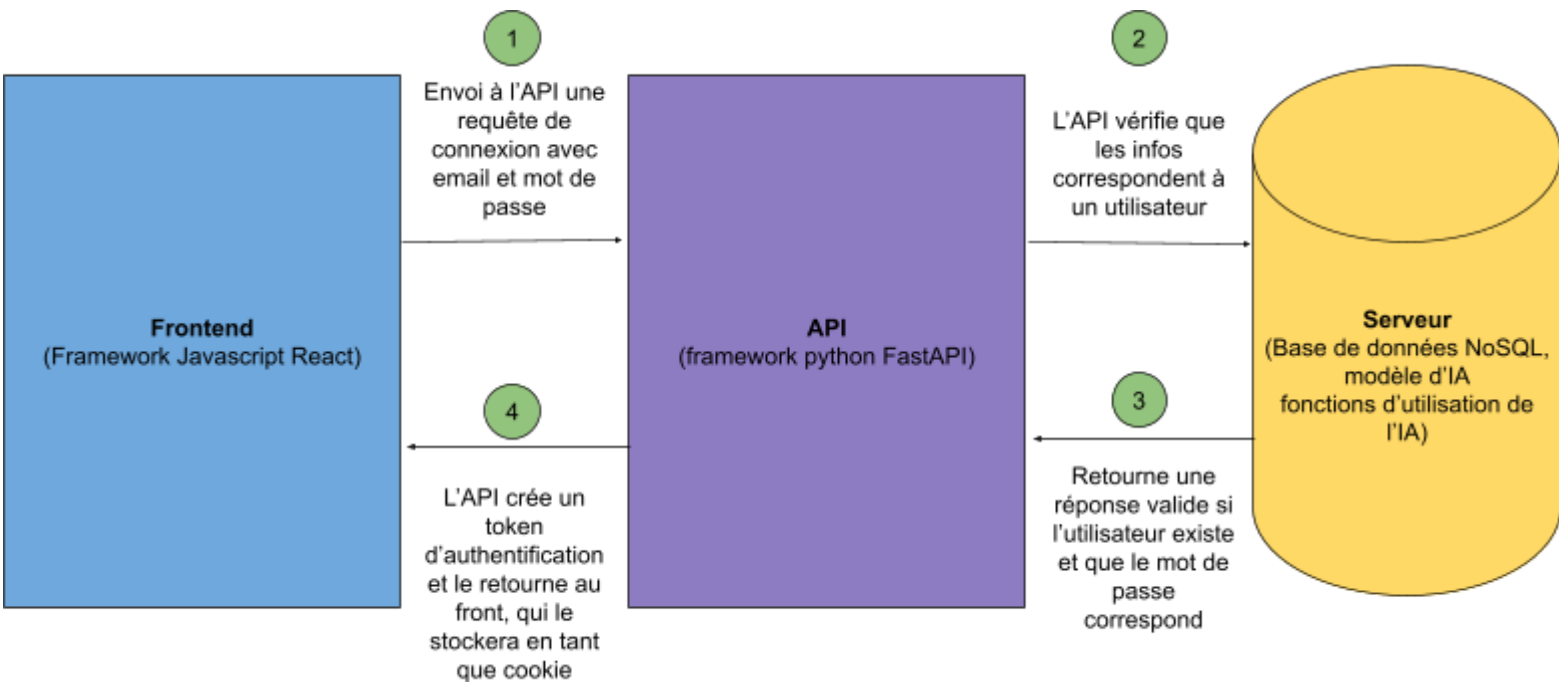 1
Envoi à l'API une
requête de
connexion avec
email et mot de
passe
2
L'API vérifie que
les infos
correspondent à
un utilisateur
Frontend
(Framework Javascript React)
API
(framework python FastAPI)
Serveur
(Base de données NoSQL,
modèle d'IA
fonctions d'utilisation de
l'IA)
3
Retourne une
réponse valide si
l'utilisateur existe
et que le mot de
passe
correspond
4
L'API crée un
token
d'authentification
et le retourne au
front, qui le
stockera en tant
que cookie